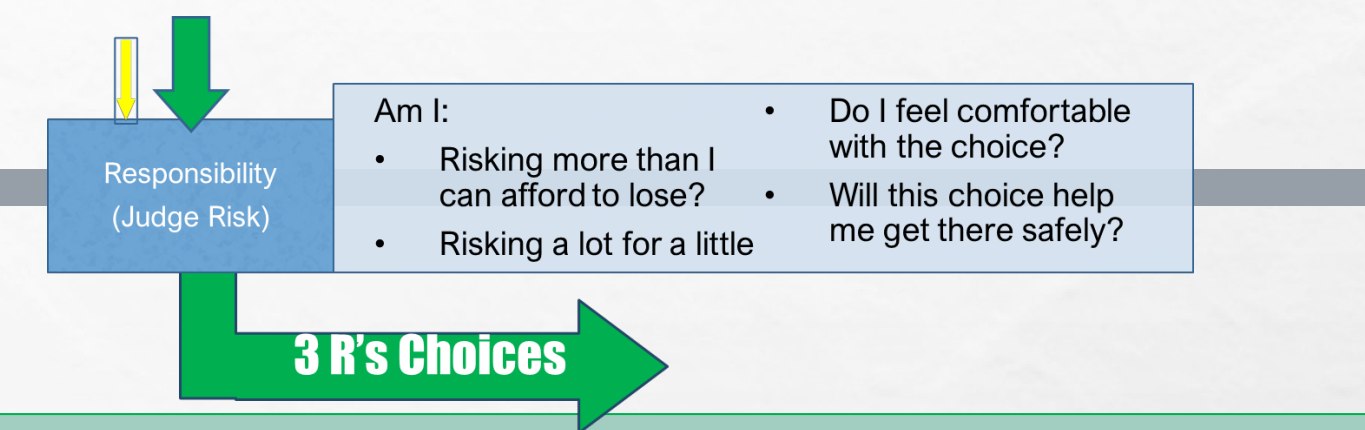 Responsibility
(Judge Risk)
Am I:
• Risking more than I
can afford to lose?
• Risking a lot for a little
• Do I feel comfortable
with the choice?
• Will this choice help
me get there safely?
3 R's Choices